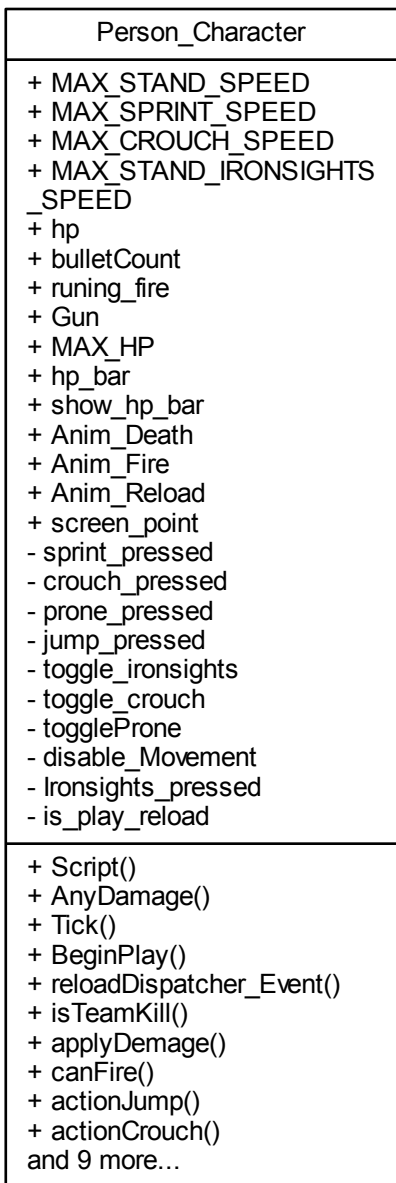 Person_Character
+ MAX_STAND_SPEED
+ MAX_SPRINT_SPEED
+ MAX_CROUCH_SPEED
+ MAX_STAND_IRONSIGHTS
_SPEED
+ hp
+ bulletCount
+ runing_fire
+ Gun
+ MAX_HP
+ hp_bar
+ show_hp_bar
+ Anim_Death
+ Anim_Fire
+ Anim_Reload
+ screen_point
- sprint_pressed
- crouch_pressed
- prone_pressed
- jump_pressed
- toggle_ironsights
- toggle_crouch
- toggleProne
- disable_Movement
- Ironsights_pressed
- is_play_reload
+ Script()
+ AnyDamage()
+ Tick()
+ BeginPlay()
+ reloadDispatcher_Event()
+ isTeamKill()
+ applyDemage()
+ canFire()
+ actionJump()
+ actionCrouch()
and 9 more...